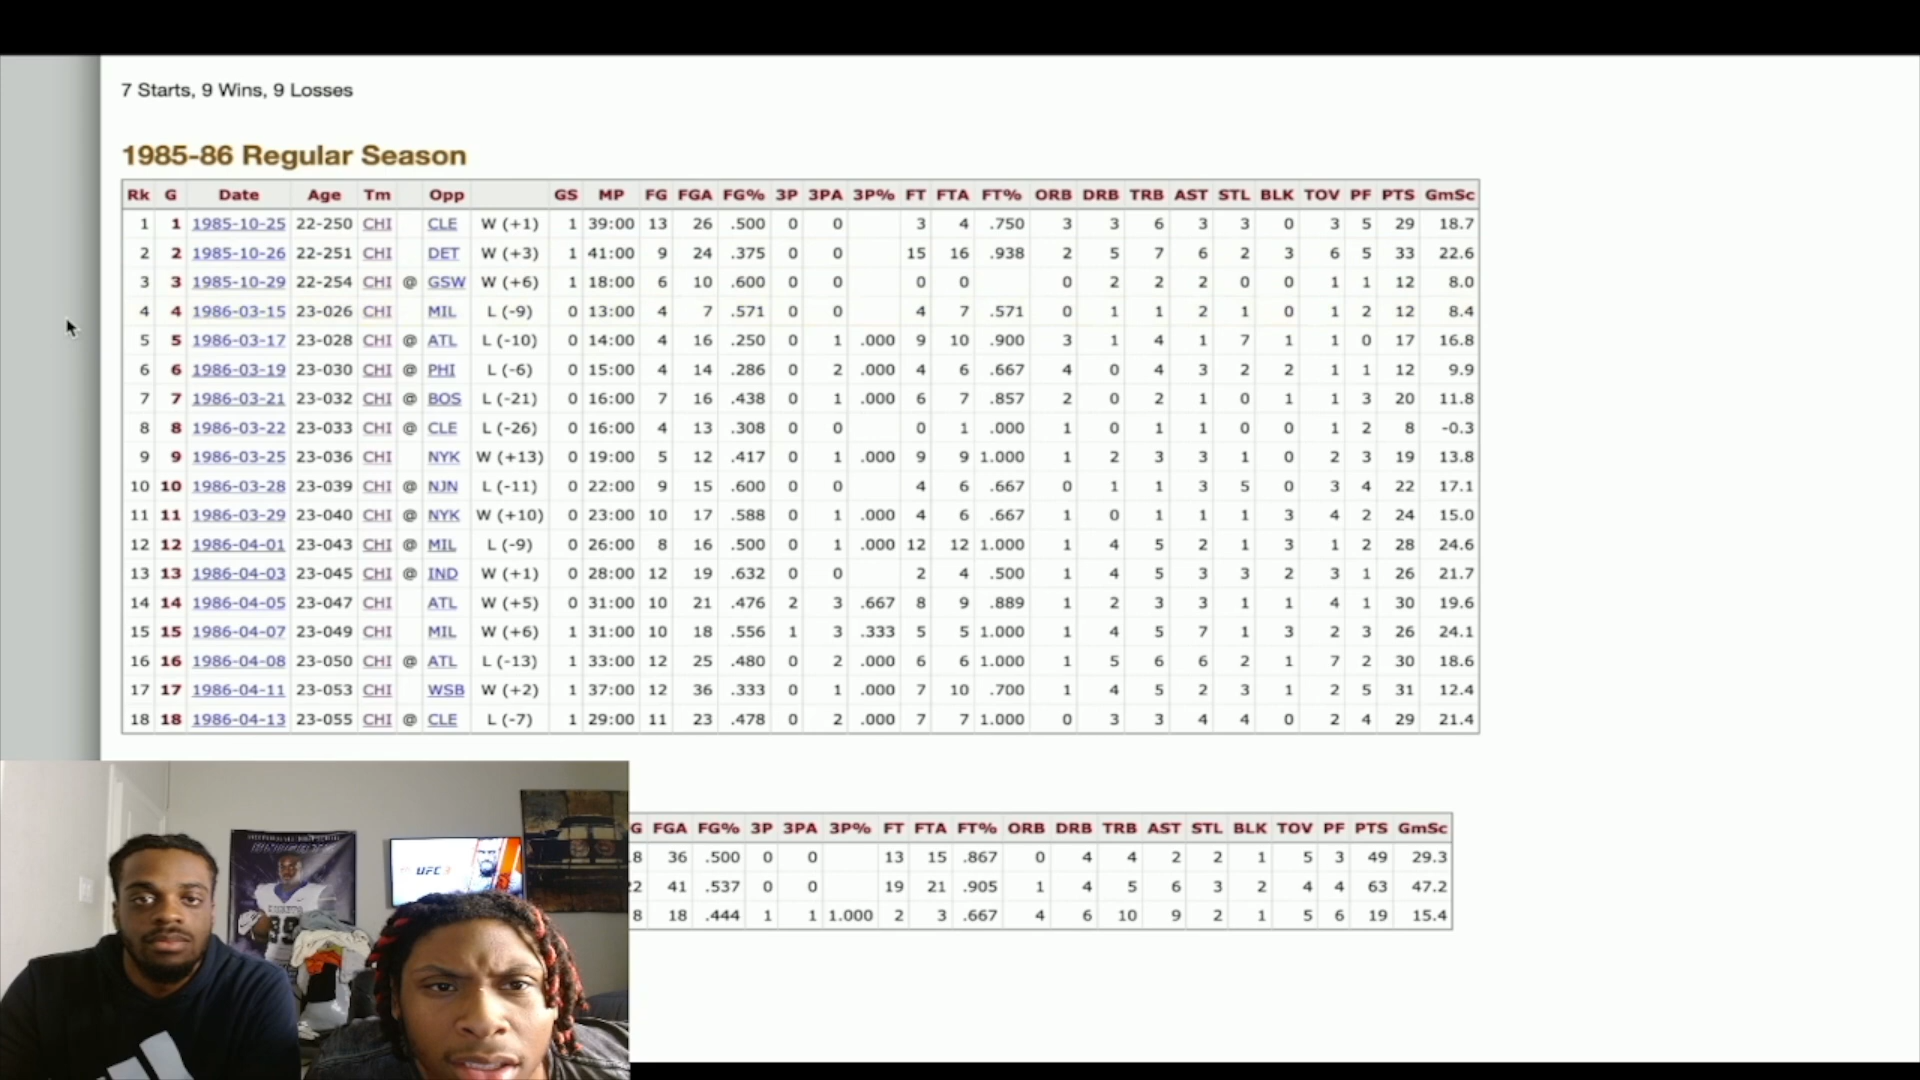 7 Starts, 9 Wins, 9 Losses
1985-86 Regular Season
Rk G Date Age Tm Opp GS MP FG FGA FG% 3P 3PA 3P% FT FTA FT% ORB DRB TRB AST STL BLK TOV PF PTS GmSc
1 1 1985-10-25 22-250 CHI CLE W (+1) 1 39:00 13 26 .500 0 0 3 4 .750 3 3 6 3 3 0 3 5 29 18.7
2 2 1985-10-26 22-251 CHI DET W (+3) 1 41:00 9 24 .375 0 0 15 16 .938 2 5 7 6 2 3 6 5 33 22.6
3 3 1985-10-29 22-254 CHI @ GSW W (+6) 1 18:00 6 10 .600 0 0 0 0 0 2 2 2 0 0 1 1 12 8.0
4 4 1986-03-15 23-026 CHI MIL L (-9) 0 13:00 4 7 .571 0 0 4 7 .571 0 1 1 2 1 0 1 2 12 8.4
5 5 1986-03-17 23-028 CHI @ ATL L (-10) 0 14:00 4 16 .250 0 1 .000 9 10 .900 3 1 4 1 7 1 1 0 17 16.8
6 6 1986-03-19 23-030 CHI @ PHI L (-6) 0 15:00 4 14 .286 0 2 .000 4 6 .667 4 0 4 3 2 2 1 1 12 9.9
7 7 1986-03-21 23-032 CHI @ BOS L (-21) 0 16:00 7 16 .438 0 1 .000 6 7 .857 2 0 2 1 0 1 1 3 20 11.8
8 8 1986-03-22 23-033 CHI @ CLE L (-26) 0 16:00 4 13 .308 0 0 0 1 .000 1 0 1 1 0 0 1 2 8 -0.3
9 9 1986-03-25 23-036 CHI NYK W (+13) 0 19:00 5 12 .417 0 1 .000 9 9 1.000 1 2 3 3 1 0 2 3 19 13.8
10 10 1986-03-28 23-039 CHI @ NJN L (-11) 0 22:00 9 15 .600 0 0 4 6 .667 0 1 1 3 5 0 3 4 22 17.1
11 11 1986-03-29 23-040 CHI @ NYK W (+10) 0 23:00 10 17 .588 0 1 .000 4 6 .667 1 0 1 1 1 3 4 2 24 15.0
12 12 1986-04-01 23-043 CHI @ MIL L (-9) 0 26:00 8 16 .500 0 1 .000 12 12 1.000 1 4 5 2 1 3 1 2 28 24.6
13 13 1986-04-03 23-045 CHI @ IND W (+1) 0 28:00 12 19 .632 0 0 2 4 .500 1 4 5 3 3 2 3 1 26 21.7
14 14 1986-04-05 23-047 CHI ATL W (+5) 0 31:00 10 21 .476 2 3 .667 8 9 .889 1 2 3 3 1 1 4 1 30 19.6
15 15 1986-04-07 23-049 CHI MIL W (+6) 1 31:00 10 18 .556 1 3 .333 5 5 1.000 1 4 5 7 1 3 2 3 26 24.1
16 16 1986-04-08 23-050 CHI @ ATL L (-13) 1 33:00 12 25 .480 0 2 .000 6 6 1.000 1 5 6 6 2 1 7 2 30 18.6
17 17 1986-04-11 23-053 CHI WSB W (+2) 1 37:00 12 36 .333 0 1 .000 7 10 .700 1 4 5 2 3 1 2 5 31 12.4
18 18 1986-04-13 23-055 CHI @ CLE L (-7) 1 29:00 11 23 .478 0 2 .000 7 7 1.000 0 3 3 4 4 0 2 4 29 21.4
G FGA FG% 3P 3PA 3P% FT FTA FT% ORB DRB TRB AST STL BLK TOV PF PTS GmSc
8 36 .500 0 0 13 15 .867 0 4 4 2 2 1 5 3 49 29.3
2 41 .537 0 0 19 21 .905 1 4 5 6 3 2 4 4 63 47.2
8 18 .444 1 1 1.000 2 3 .667 4 6 10 9 2 1 5 6 19 15.4
UFC 3